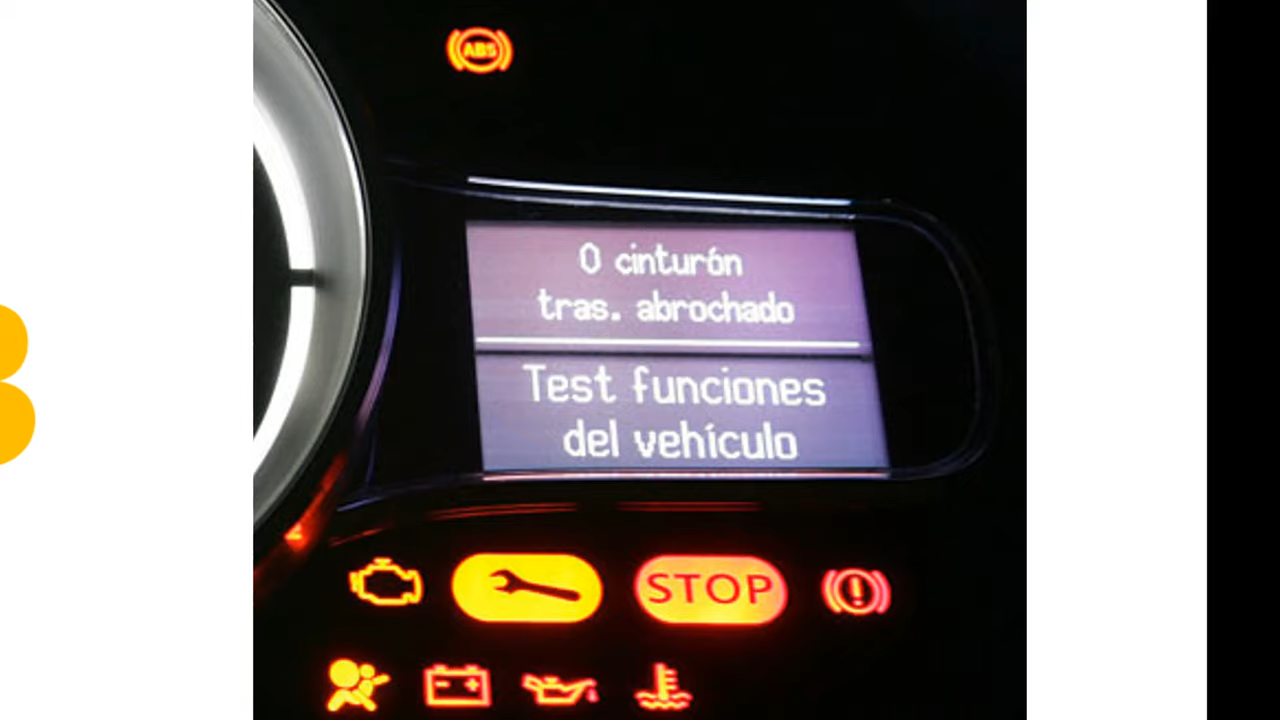 ABS
0 cinturón
tras. abrochado
Test funciones
del vehículo
STOP